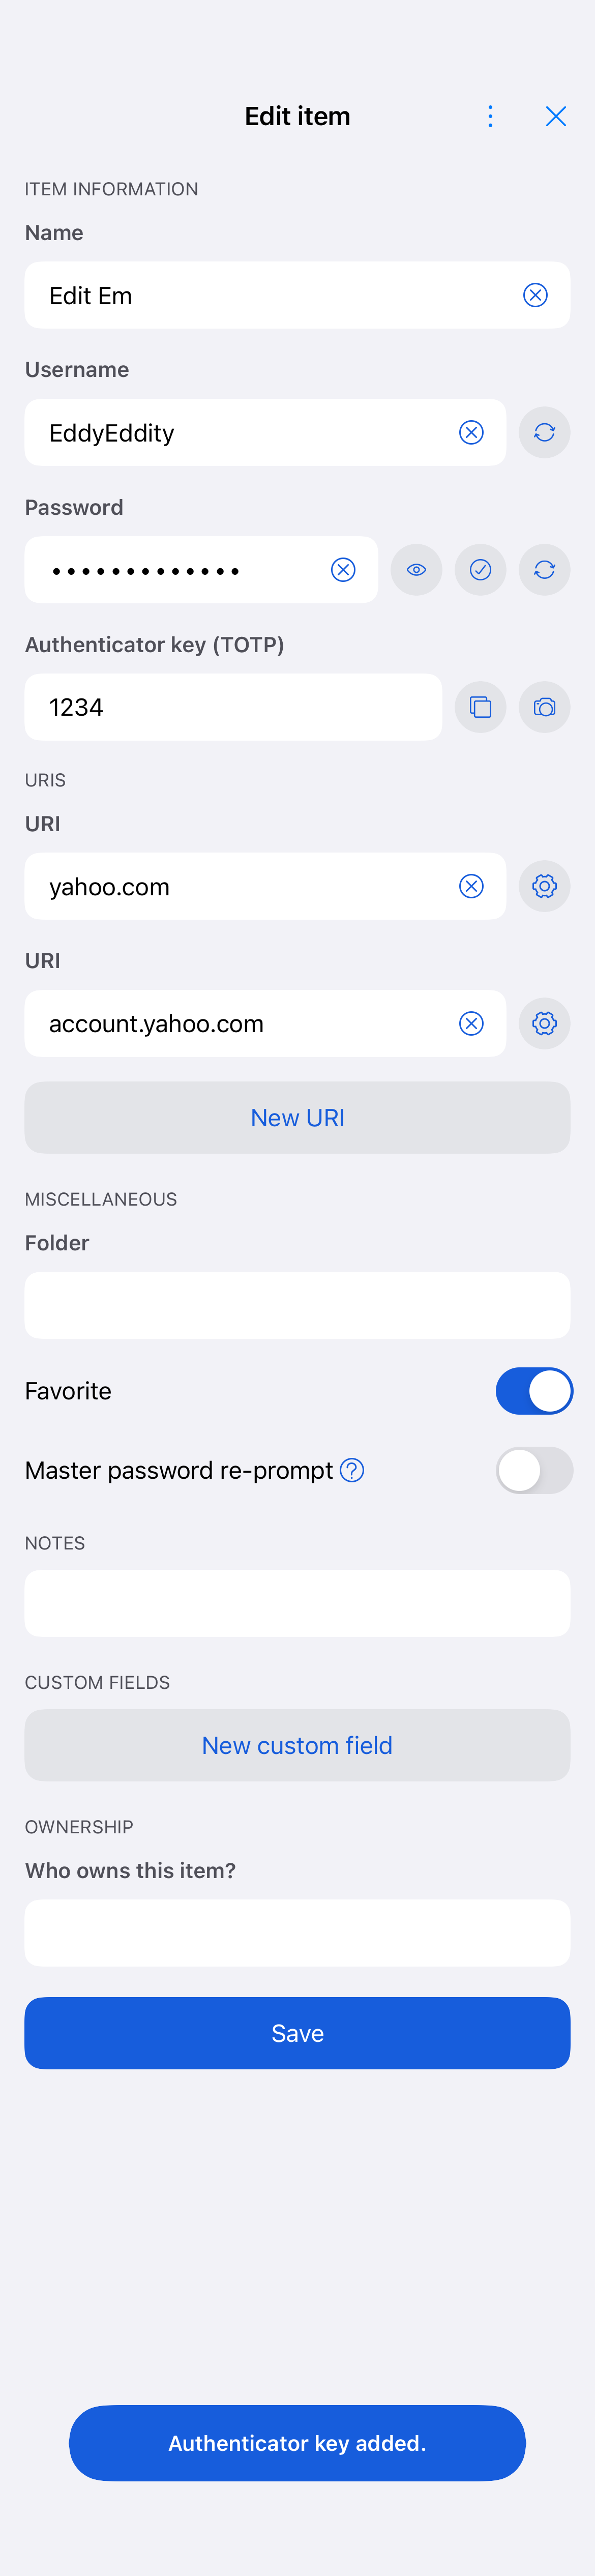 Edit item
ITEM INFORMATION
Name
Edit Em
Username
EddyEddity
Password
•••••••••••••
Authenticator key (TOTP)
1234
URIS
URI
yahoo.com
URI
account.yahoo.com
New URI
MISCELLANEOUS
Folder
Favorite
Master password re-prompt
NOTES
CUSTOM FIELDS
New custom field
OWNERSHIP
Who owns this item?
Save
Authenticator key added.